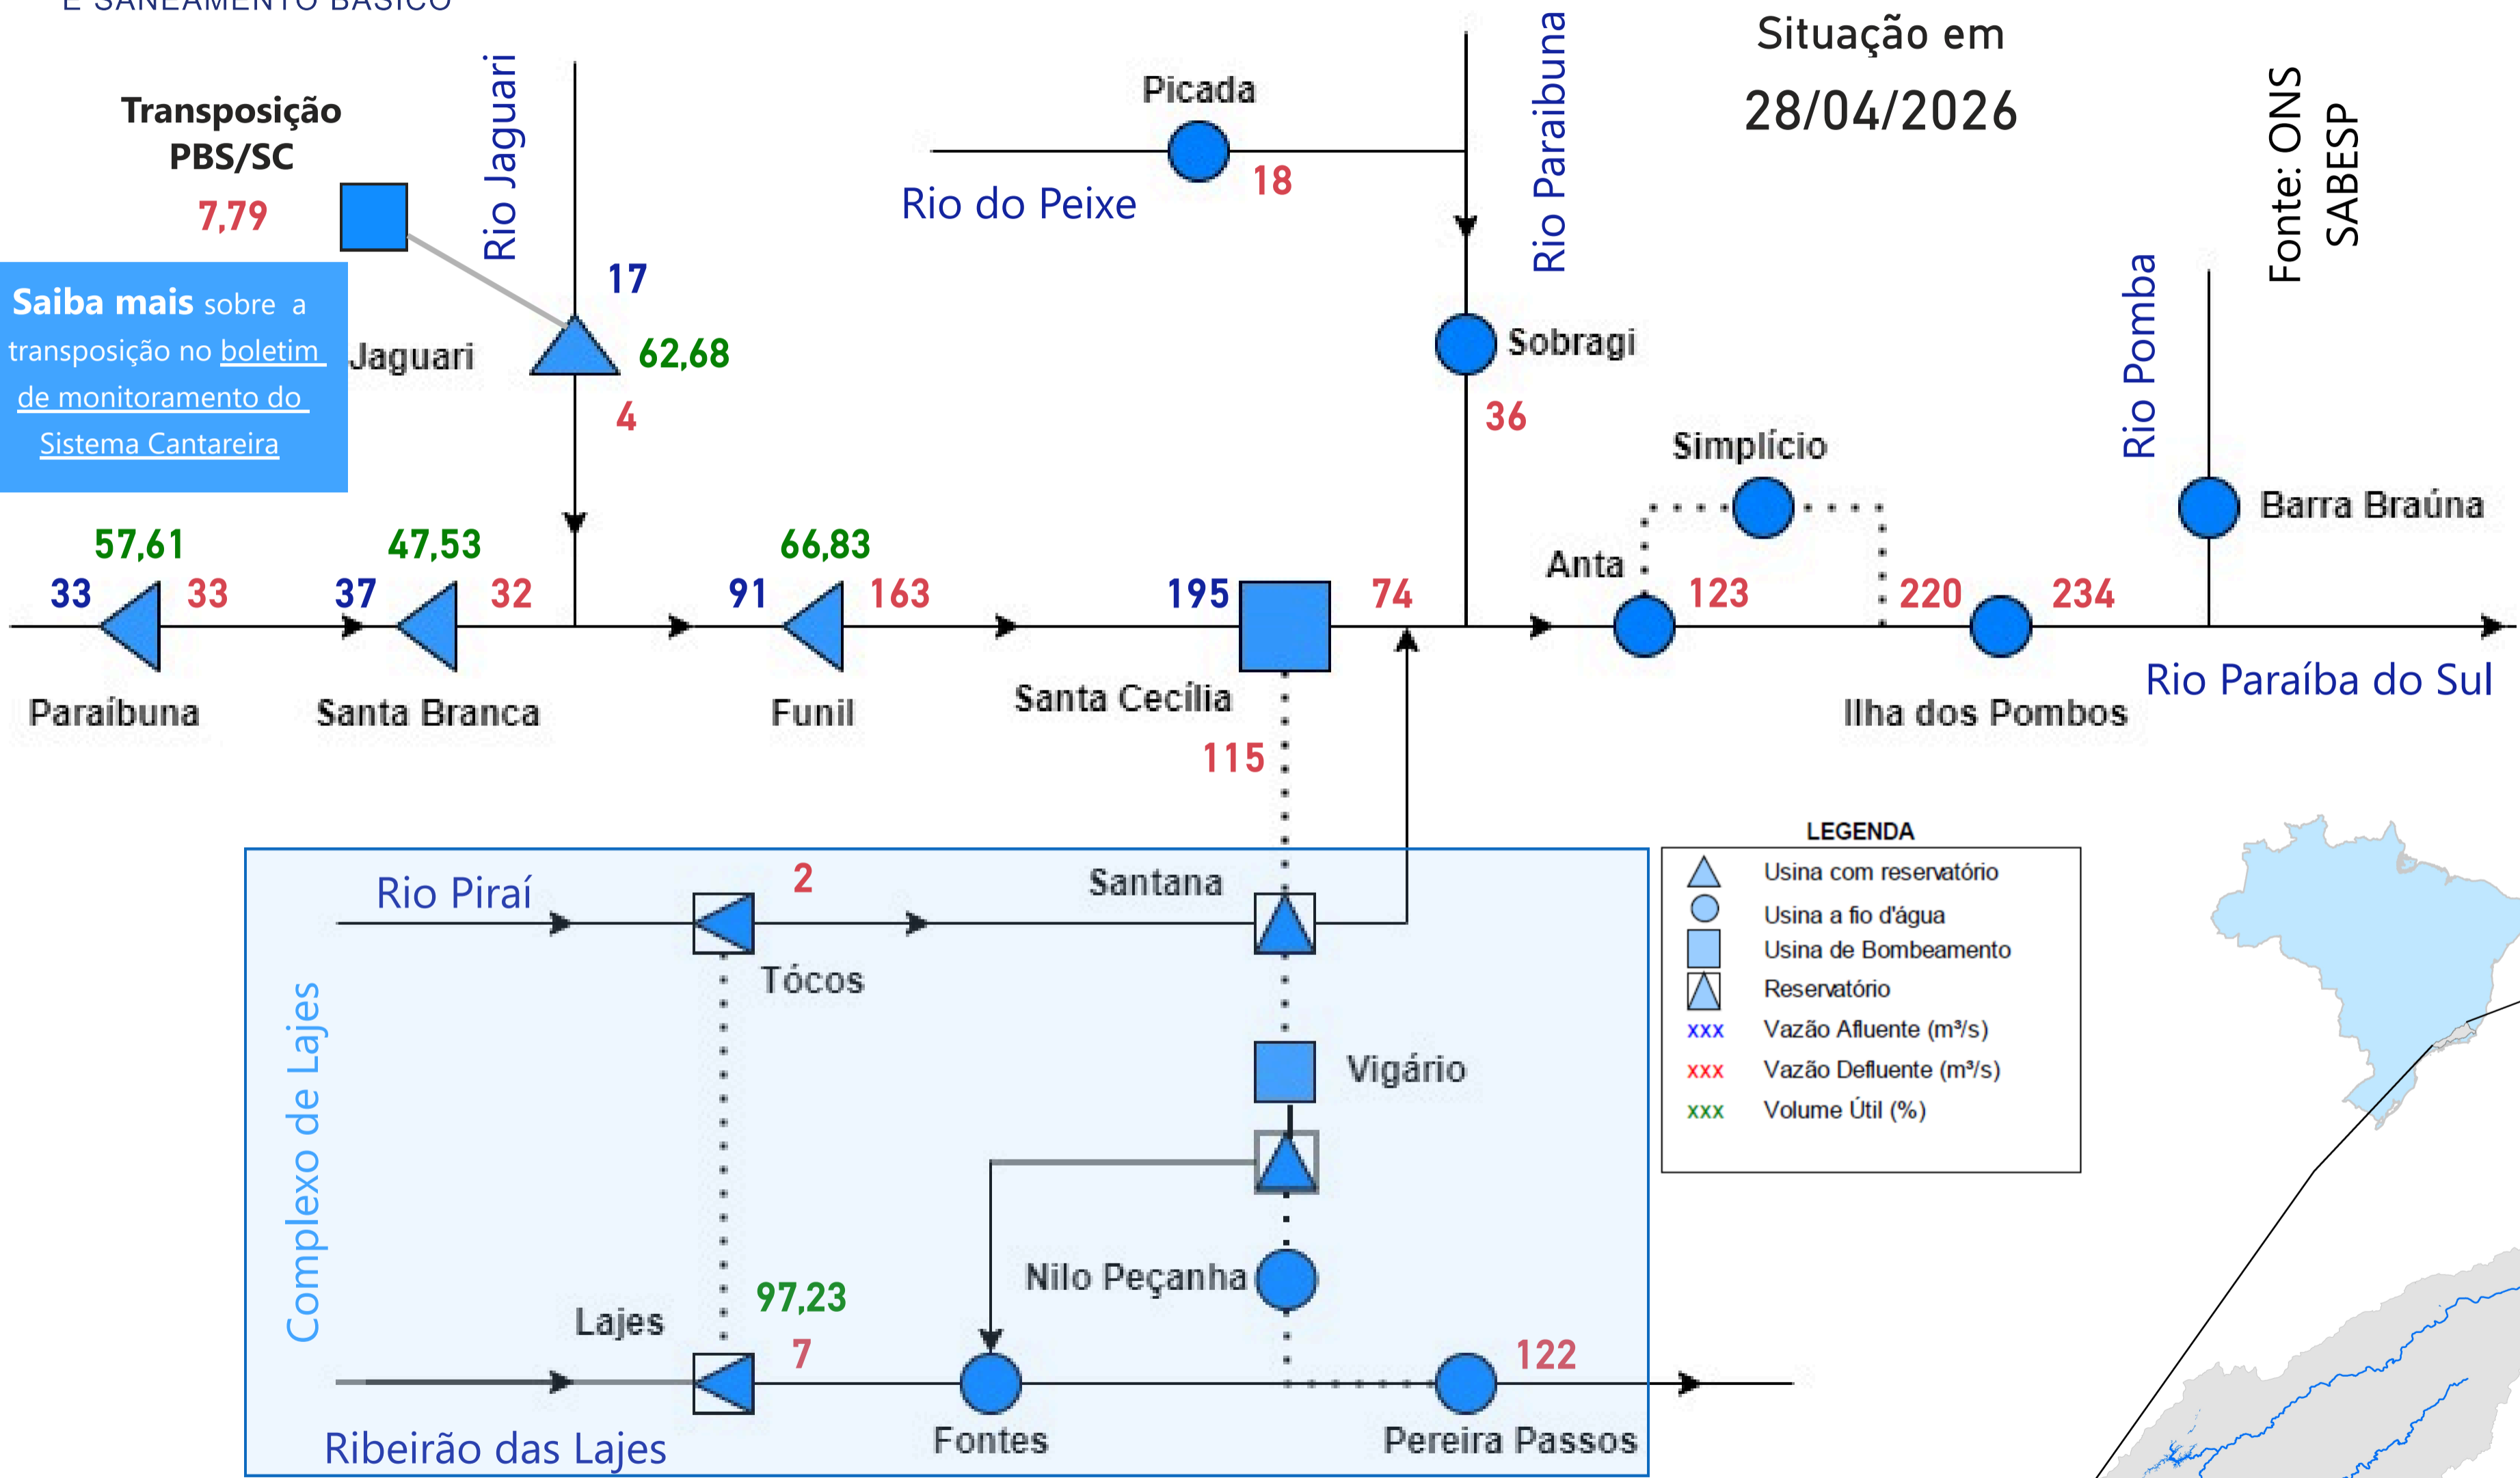 E SANEAMENTO BÁSICO
Situação em
28/04/2026
Fonte: ONS
SABESP
Transposição
PBS/SC
7,79
Rio Jaguari
Picada
18
Rio do Peixe
Rio Paraibuna
Saiba mais sobre a
transposição no boletim
de monitoramento do
Sistema Cantareira
17
Jaguari
62,68
4
Sobragi
36
Simplício
Rio Pomba
Barra Braúna
57,61
33
33
Paraíbuna
47,53
37
32
Santa Branca
66,83
91
163
Funil
195
74
Santa Cecília
115
Anta
123
220
234
Ilha dos Pombos
Rio Paraíba do Sul
Complexo de Lajes
Rio Piraí
2
Tócos
Santana
Vigário
Nilo Peçanha
Lajes
97,23
7
Fontes
122
Pereira Passos
Ribeirão das Lajes
LEGENDA
Usina com reservatório
Usina a fio d'água
Usina de Bombeamento
Reservatório
xxx Vazão Afluente (m³/s)
xxx Vazão Defluente (m³/s)
xxx Volume Útil (%)